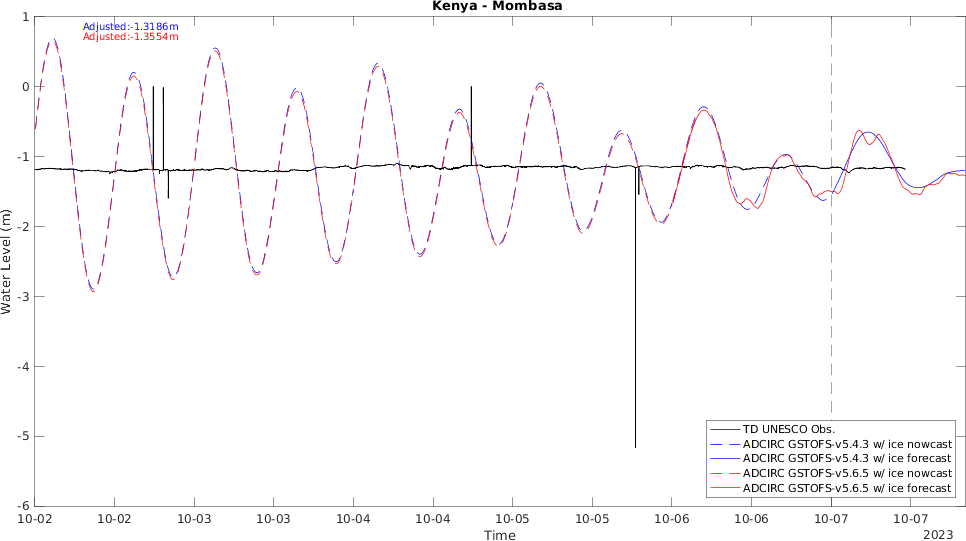 Kenya - Mombasa
Adjusted:-1.3186m
Adjusted:-1.3554m
1
0
-1
-2
-3
-4
-5
-6
Water Level (m)
TD UNESCO Obs.
ADCIRC GSTOFS-v5.4.3 w/ ice nowcast
ADCIRC GSTOFS-v5.4.3 w/ ice forecast
ADCIRC GSTOFS-v5.6.5 w/ ice nowcast
ADCIRC GSTOFS-v5.6.5 w/ ice forecast
10-02 10-02 10-03 10-03 10-04 10-04 10-05 10-05 10-06 10-06 10-07 10-07
Time
2023